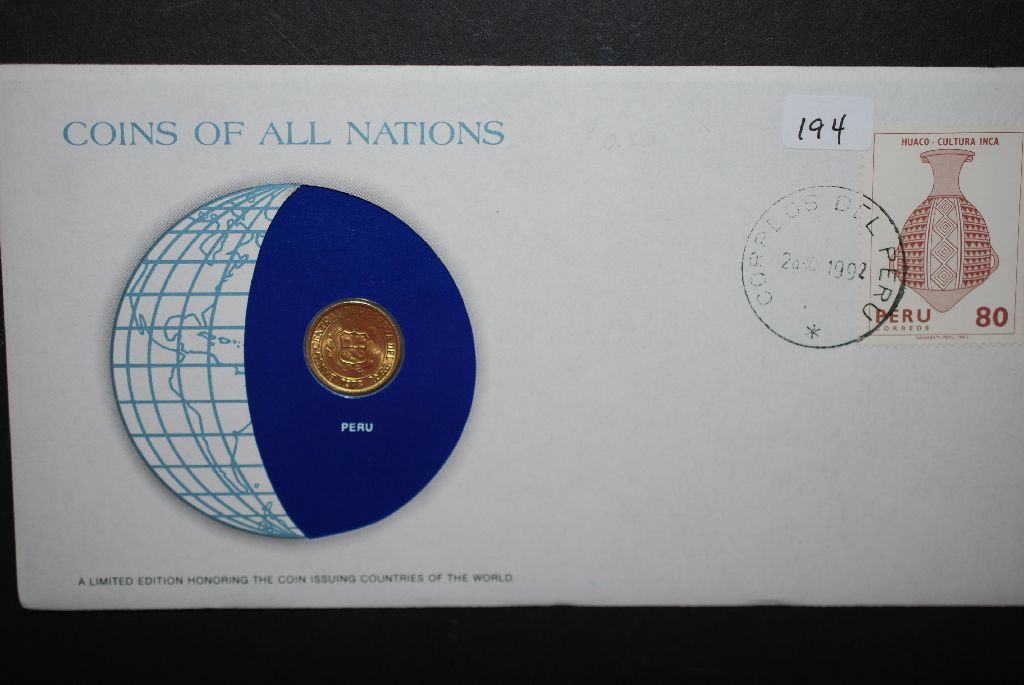 COINS OF ALL NATIONS
194
HUACO - CULTURA INCA
CORREOS DEL PERU
1992
PERU
CORREOS
80
PERU
A LIMITED EDITION HONORING THE COIN ISSUING COUNTRIES OF THE WORLD